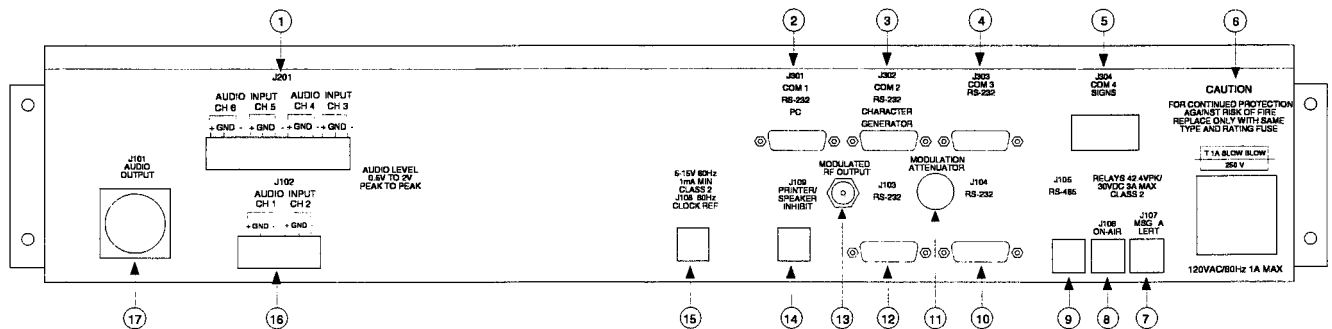 1 2 3 4 5 6
J201
AUDIO INPUT AUDIO INPUT
CH 6 CH 5 CH 4 CH 3
+ GND - + GND - + GND - + GND -
J101
AUDIO
OUTPUT
AUDIO LEVEL
0.5V TO 2V
PEAK TO PEAK
J102
AUDIO INPUT
CH 1 CH 2
+ GND - + GND -
J301
COM 1
RS-232
PC
J302
COM 2
RS-232
CHARACTER
GENERATOR
J303
COM 3
RS-232
J304
COM 4
SIGNS
CAUTION
FOR CONTINUED PROTECTION
AGAINST RISK OF FIRE
REPLACE ONLY WITH SAME
TYPE AND RATING FUSE
T 1A SLOW BLOW
250 V
6-15V 60Hz
1mA MIN
CLASS 2
J108 60Hz
CLOCK REF
J109
PRINTER/
SPEAKER
INHIBIT
MODULATED
RF OUTPUT
J103
RS-232
MODULATION
ATTENUATOR
J104
RS-232
J105
RS-485
RELAYS 42.4VPK/
30VDC 3A MAX
CLASS 2
J106
ON-AIR
J107
MSG_A
LERT
120VAC/60Hz 1A MAX
17 16 15 14 13 12 11 10 9 8 7